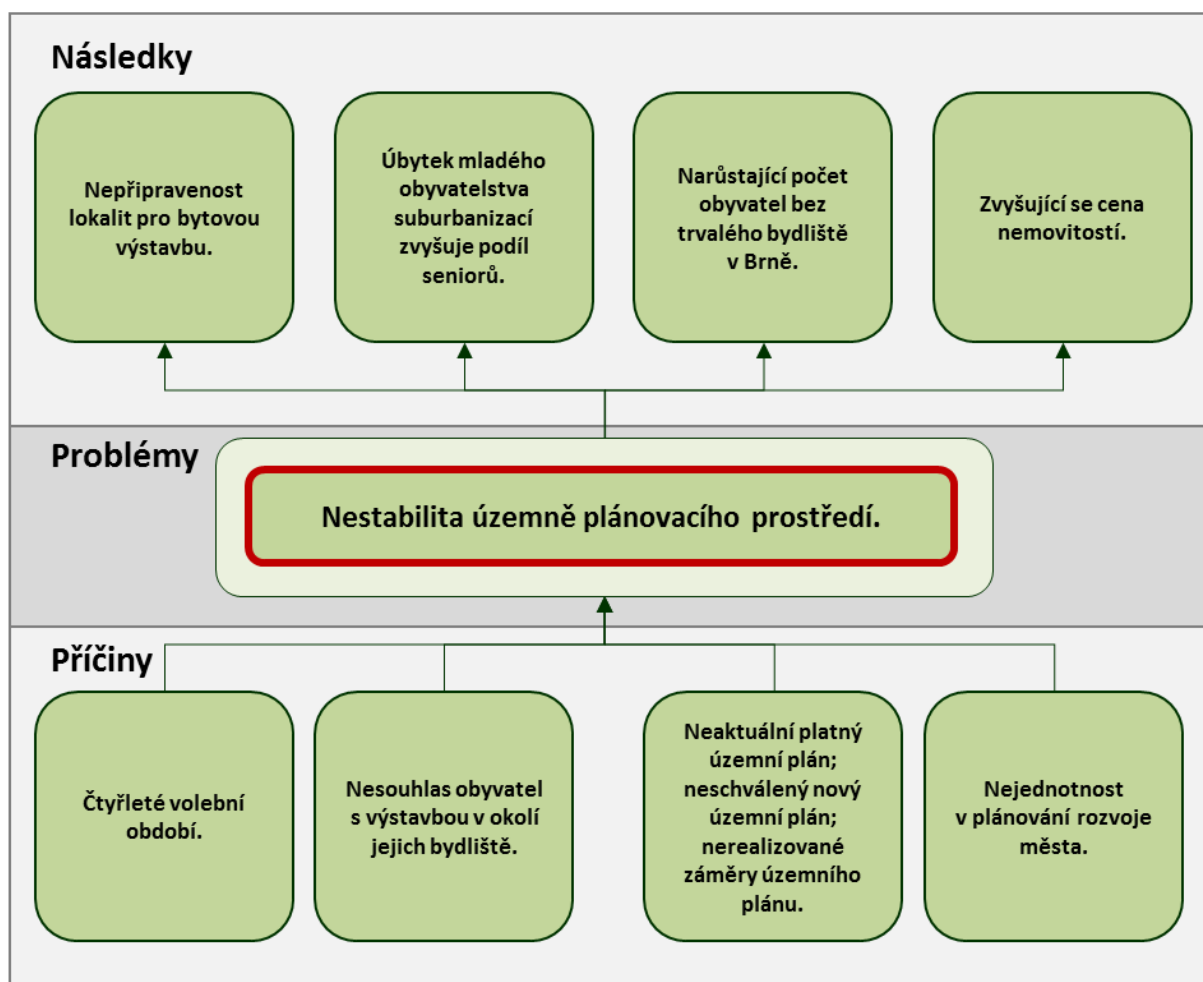 Následky
Nepřipravenost
lokalit pro bytovou
výstavbu.
Úbytek mladého
obyvatelstva
suburbanizací
zvyšuje podíl
seniorů.
Narůstající počet
obyvatel bez
trvalého bydliště
v Brně.
Zvyšující se cena
nemovitostí.
Problémy
Nestabilita územně plánovacího prostředí.
Příčiny
Čtyřleté volební
období.
Nesouhlas obyvatel
s výstavbou v okolí
jejich bydliště.
Neaktuální platný
územní plán;
neschválený nový
územní plán;
nerealizované
záměry územního
plánu.
Nejednotnost
v plánování rozvoje
města.